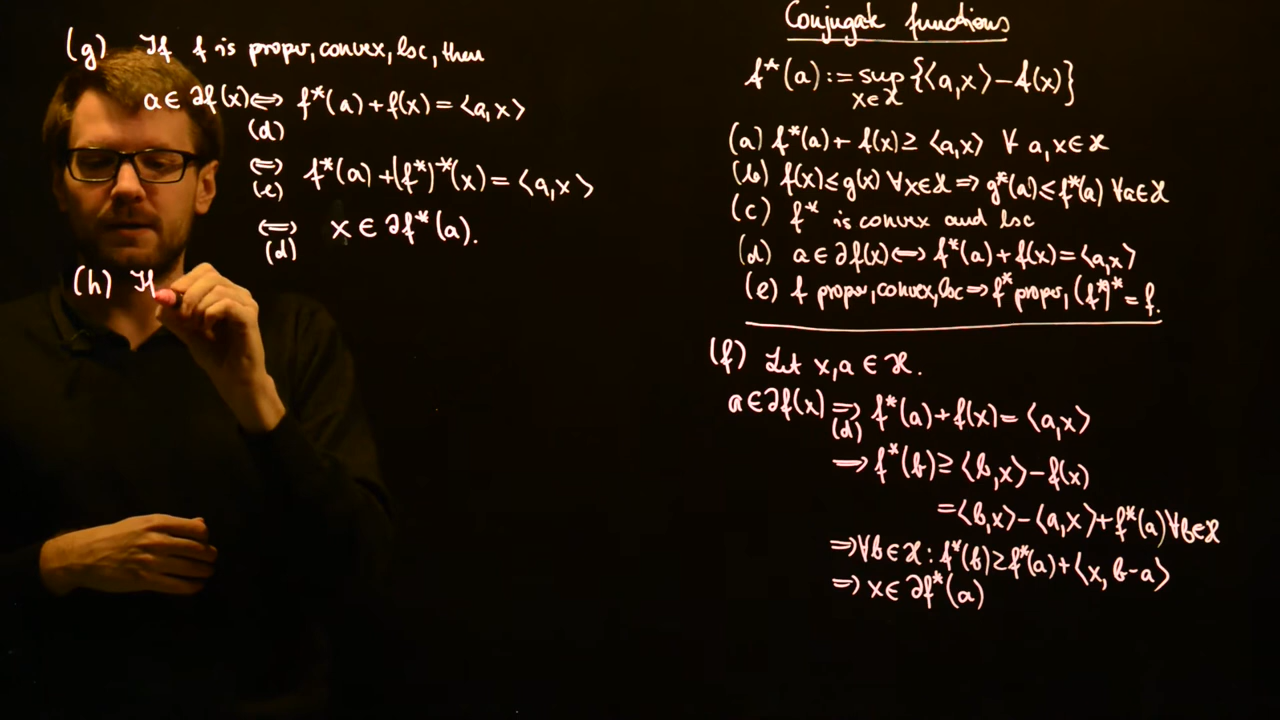 (g) If f is proper, convex, lsc, then
a ∈ ∂f(x) ⟺ f*(a) + f(x) = ⟨a,x⟩
(d)
⟺ f*(a) + (f*)*(x) = ⟨a,x⟩
(e)
⟺ x ∈ ∂f*(a).
(d)
(h) If
Conjugate functions
f*(a) := sup {⟨a,x⟩ - f(x)}
x∈ℋ
(a) f*(a) + f(x) ≥ ⟨a,x⟩ ∀ a,x∈ℋ
(b) f(x) ≤ g(x) ∀x∈ℋ ⟹ g*(a) ≤ f*(a) ∀a∈ℋ
(c) f* is convex and lsc
(d) a ∈ ∂f(x) ⟺ f*(a) + f(x) = ⟨a,x⟩
(e) f proper, convex, lsc ⟹ f* proper, (f*)* = f.
(f) Let x,a ∈ ℋ.
a ∈ ∂f(x) ⟹ f*(a) + f(x) = ⟨a,x⟩
(d)
⟹ f*(b) ≥ ⟨b,x⟩ - f(x)
= ⟨b,x⟩ - ⟨a,x⟩ + f*(a) ∀b∈ℋ
⟹ ∀b∈ℋ : f*(b) ≥ f*(a) + ⟨x, b-a⟩
⟹ x ∈ ∂f*(a)